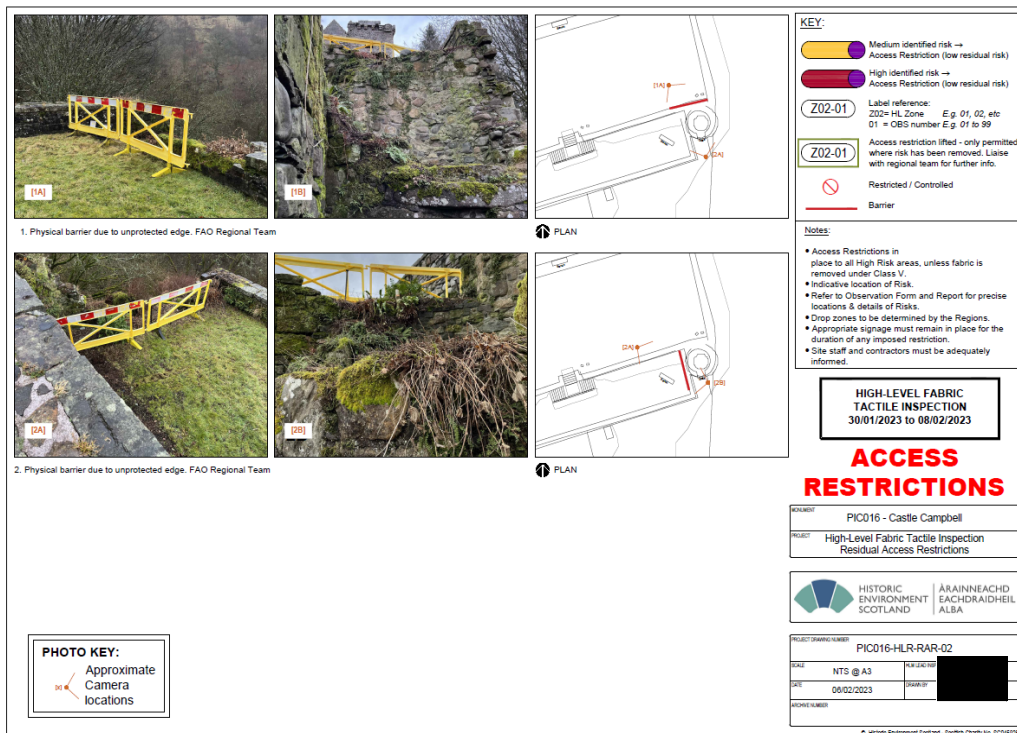 [1A]
[1B]
[1A]
[2A]
1. Physical barrier due to unprotected edge. FAO Regional Team
PLAN
[2A]
[2B]
[2A]
[2B]
2. Physical barrier due to unprotected edge. FAO Regional Team
PLAN
PHOTO KEY:
[x]
Approximate
Camera
locations
KEY:
Medium identified risk →
Access Restriction (low residual risk)
High identified risk →
Access Restriction (low residual risk)
Z02-01
Label reference:
Z02= HL Zone E.g. 01, 02, etc
01 = OBS number E.g. 01 to 99
Z02-01
Access restriction lifted - only permitted
where risk has been removed. Liaise
with regional team for further info.
Restricted / Controlled
Barrier
Notes:
• Access Restrictions in
place to all High Risk areas, unless fabric is
removed under Class V.
• Indicative location of Risk.
• Refer to Observation Form and Report for precise
locations & details of Risks.
• Drop zones to be determined by the Regions.
• Appropriate signage must remain in place for the
duration of any imposed restriction.
• Site staff and contractors must be adequately
informed.
HIGH-LEVEL FABRIC
TACTILE INSPECTION
30/01/2023 to 08/02/2023
ACCESS
RESTRICTIONS
MONUMENT
PIC016 - Castle Campbell
PROJECT
High-Level Fabric Tactile Inspection
Residual Access Restrictions
HISTORIC
ENVIRONMENT
SCOTLAND
ÀRAINNEACHD
EACHDRAIDHEIL
ALBA
PROJECT DRAWING NUMBER
PIC016-HLR-RAR-02
SCALE
NTS @ A3
HLM LEAD
DATE
06/02/2023
DRAWN BY
ARCHIVE NUMBER
© Historic Environment Scotland - Scottish Charity No.